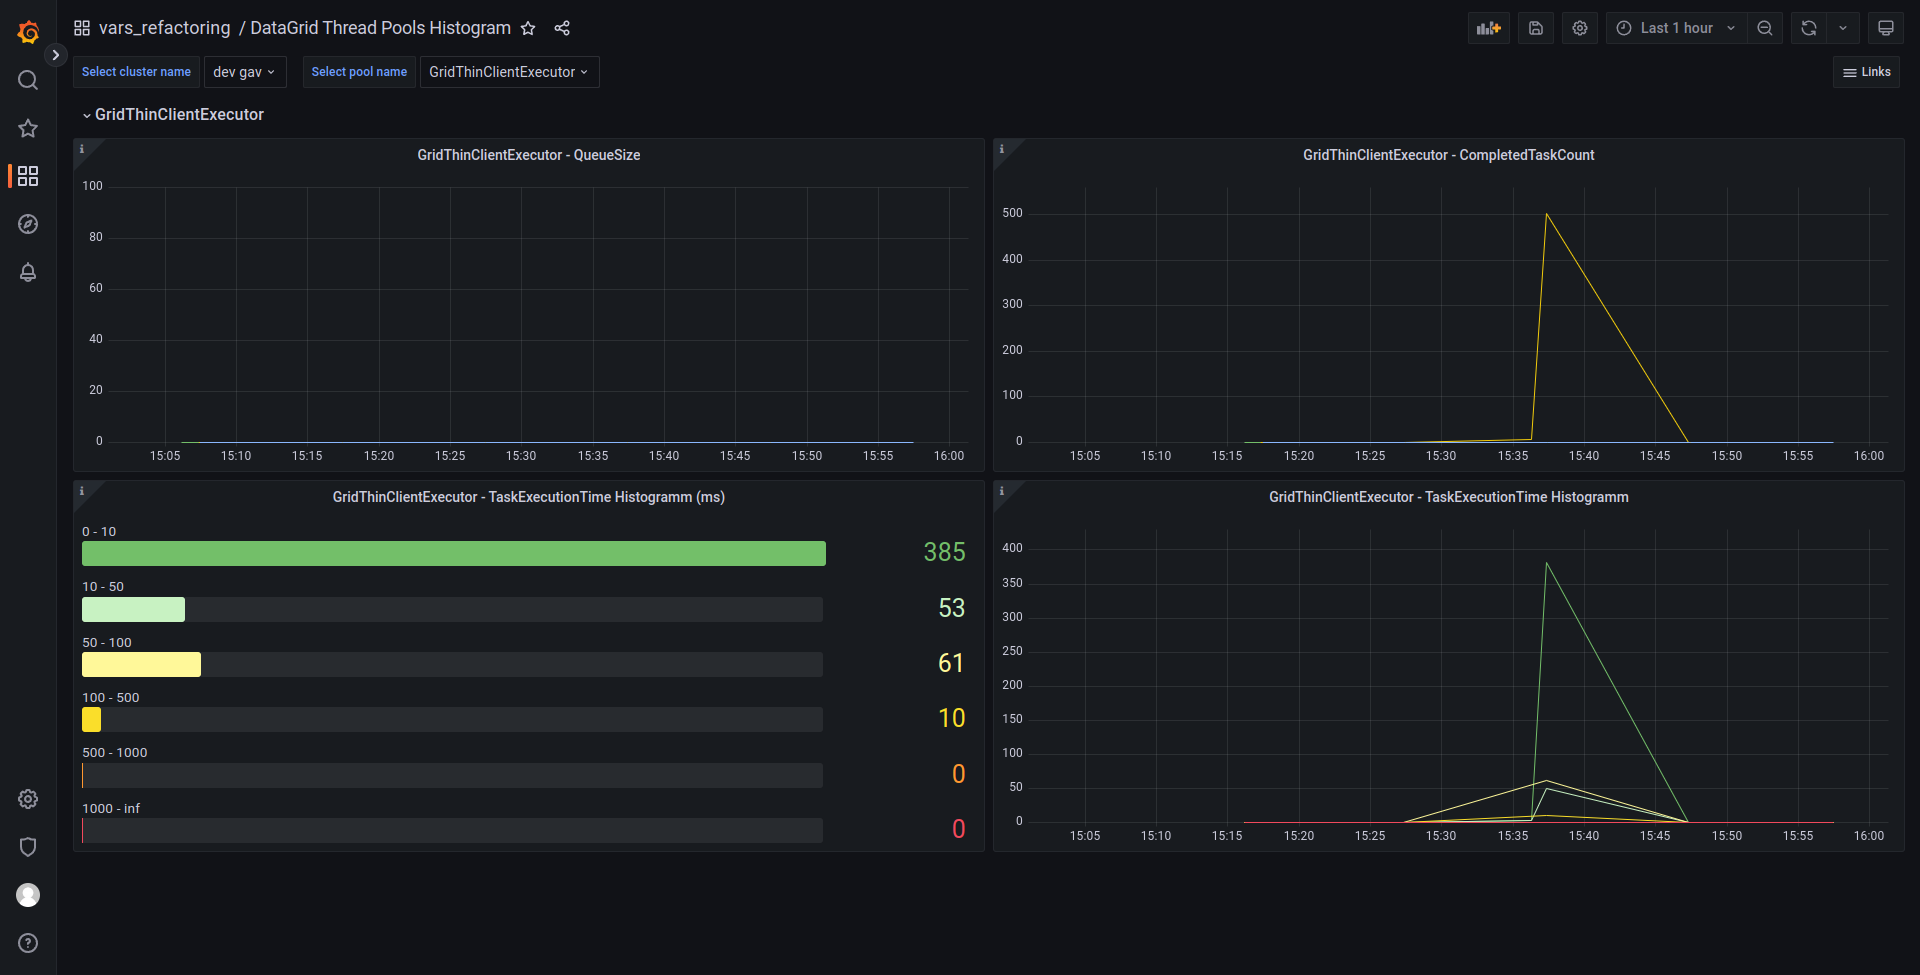 vars_refactoring / DataGrid Thread Pools Histogram
Last 1 hour
Select cluster name dev gav Select pool name GridThinClientExecutor
Links
GridThinClientExecutor
i
GridThinClientExecutor - QueueSize
100
80
60
40
20
0
15:05 15:10 15:15 15:20 15:25 15:30 15:35 15:40 15:45 15:50 15:55 16:00
i
GridThinClientExecutor - CompletedTaskCount
500
400
300
200
100
0
15:05 15:10 15:15 15:20 15:25 15:30 15:35 15:40 15:45 15:50 15:55 16:00
i
GridThinClientExecutor - TaskExecutionTime Histogramm (ms)
0 - 10
385
10 - 50
53
50 - 100
61
100 - 500
10
500 - 1000
0
1000 - inf
0
i
GridThinClientExecutor - TaskExecutionTime Histogramm
400
350
300
250
200
150
100
50
0
15:05 15:10 15:15 15:20 15:25 15:30 15:35 15:40 15:45 15:50 15:55 16:00